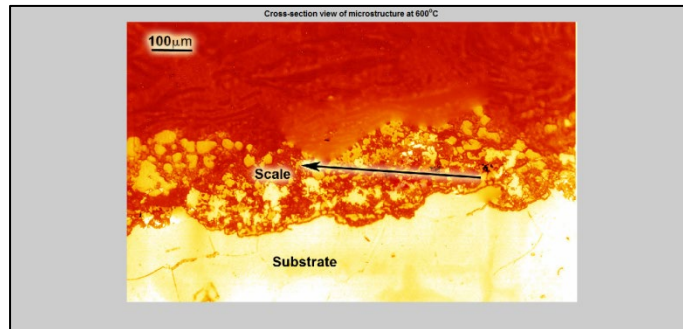 Cross-section view of microstructure at 600°C
100μm
Scale
Substrate